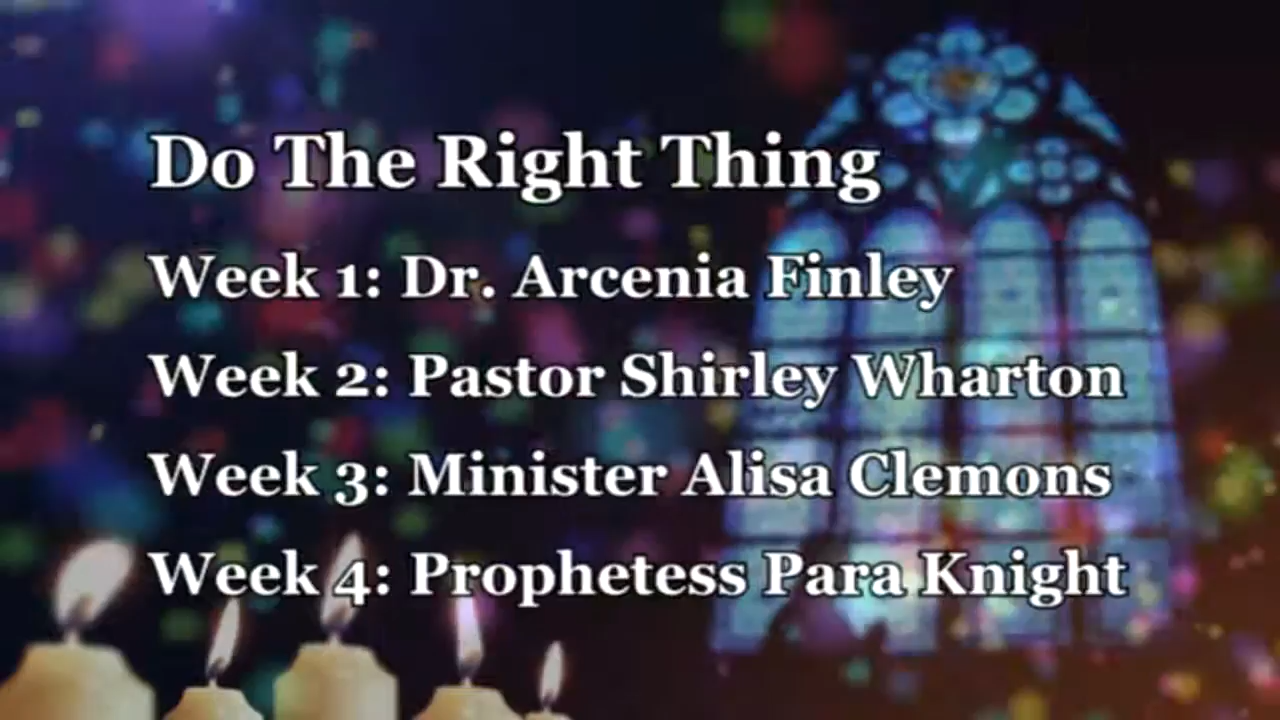 Do The Right Thing
Week 1: Dr. Arcenia Finley
Week 2: Pastor Shirley Wharton
Week 3: Minister Alisa Clemons
Week 4: Prophetess Para Knight